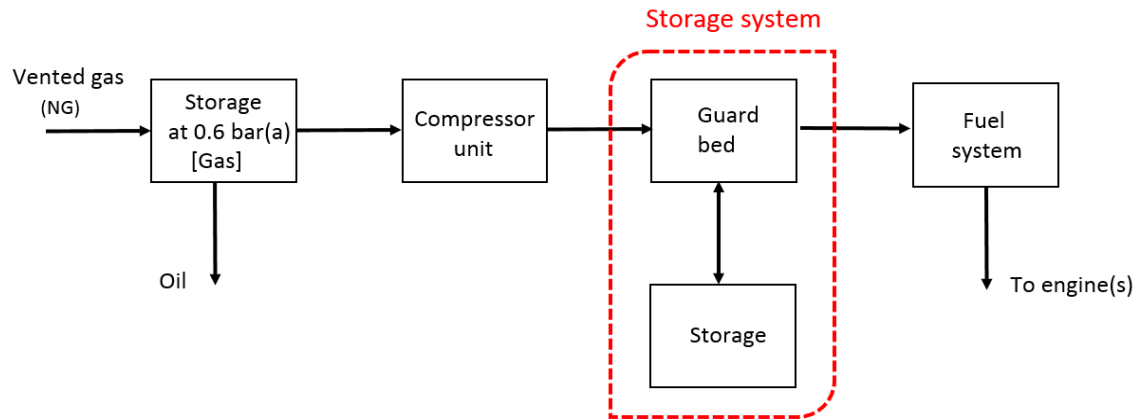 Storage system
Vented gas
(NG)
Storage
at 0.6 bar(a)
[Gas]
Compressor
unit
Guard
bed
Fuel
system
Oil
Storage
To engine(s)